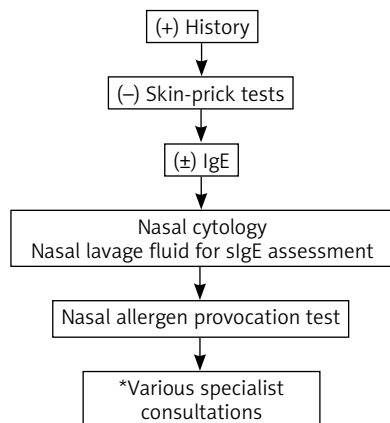 (+) History
(–) Skin-prick tests
(±) IgE
Nasal cytology
Nasal lavage fluid for sIgE assessment
Nasal allergen provocation test
*Various specialist
consultations